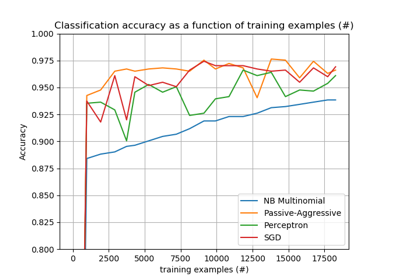 Classification accuracy as a function of training examples (#)
1.000
0.975
0.950
0.925
0.900
0.875
0.850
0.825
0.800
Accuracy
NB Multinomial
Passive-Aggressive
Perceptron
SGD
0 2500 5000 7500 10000 12500 15000 17500
training examples (#)